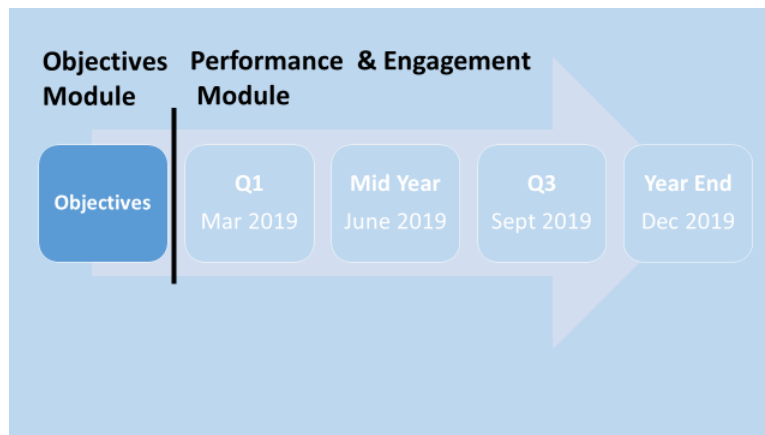 Objectives Module
Performance & Engagement Module
Objectives
Q1
Mar 2019
Mid Year
June 2019
Q3
Sept 2019
Year End
Dec 2019